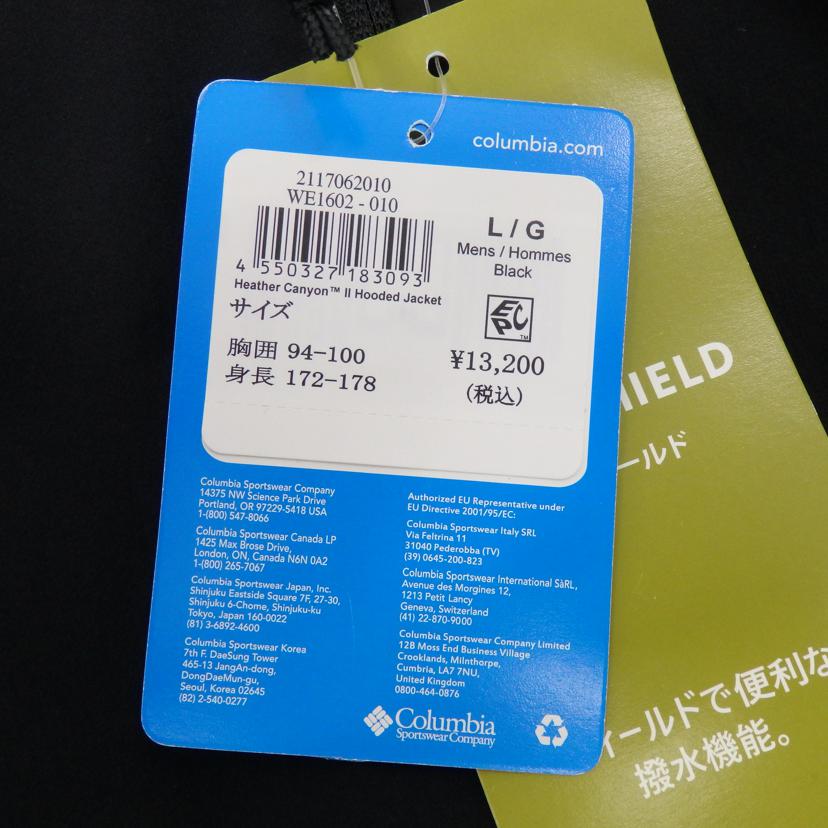 columbia.com
2117062010
WE1602 - 010
4 550327 183093
Heather Canyon™ II Hooded Jacket
L / G
Mens / Hommes
Black
サイズ
胸囲 94-100
身長 172-178
EPC™
¥13,200
(税込)
Columbia Sportswear Company
14375 NW Science Park Drive
Portland, OR 97229-5418 USA
1-(800) 547-8066
Columbia Sportswear Canada LP
1425 Max Brose Drive,
London, ON, Canada N6N 0A2
1-(800) 265-7067
Columbia Sportswear Japan, Inc.
Shinjuku Eastside Square 7F, 27-30,
Shinjuku 6-Chome, Shinjuku-ku
Tokyo, Japan 160-0022
(81) 3-6892-4600
Columbia Sportswear Korea
7th F. DaeSung Tower
465-13 JangAn-dong,
DongDaeMun-gu,
Seoul, Korea 02645
(82) 2-540-0277
Authorized EU Representative under
EU Directive 2001/95/EC:
Columbia Sportswear Italy SRL
Via Feltrina 11
31040 Pederobba (TV)
(39) 0645-200-823
Columbia Sportswear International SàRL,
Avenue des Morgines 12,
1213 Petit Lancy
Geneva, Switzerland
(41) 22-870-9000
Columbia Sportswear Company Limited
12B Moss End Business Village
Crooklands, Milnthorpe,
Cumbria, LA7 7NU,
United Kingdom
0800-464-0876
Columbia
Sportswear Company
HIELD
ールド
ィールドで便利な
撥水機能。